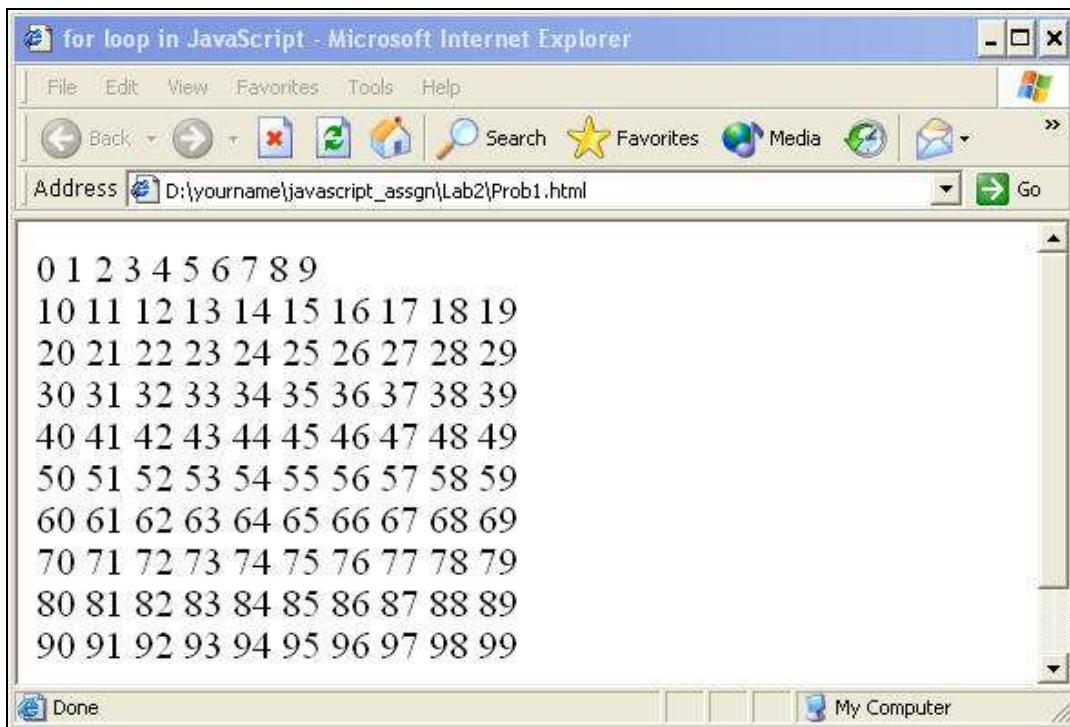 for loop in JavaScript - Microsoft Internet Explorer
File Edit View Favorites Tools Help
Back Search Favorites Media »
Address D:\yourname\javascript_assgn\Lab2\Prob1.html Go
0 1 2 3 4 5 6 7 8 9
10 11 12 13 14 15 16 17 18 19
20 21 22 23 24 25 26 27 28 29
30 31 32 33 34 35 36 37 38 39
40 41 42 43 44 45 46 47 48 49
50 51 52 53 54 55 56 57 58 59
60 61 62 63 64 65 66 67 68 69
70 71 72 73 74 75 76 77 78 79
80 81 82 83 84 85 86 87 88 89
90 91 92 93 94 95 96 97 98 99
Done My Computer